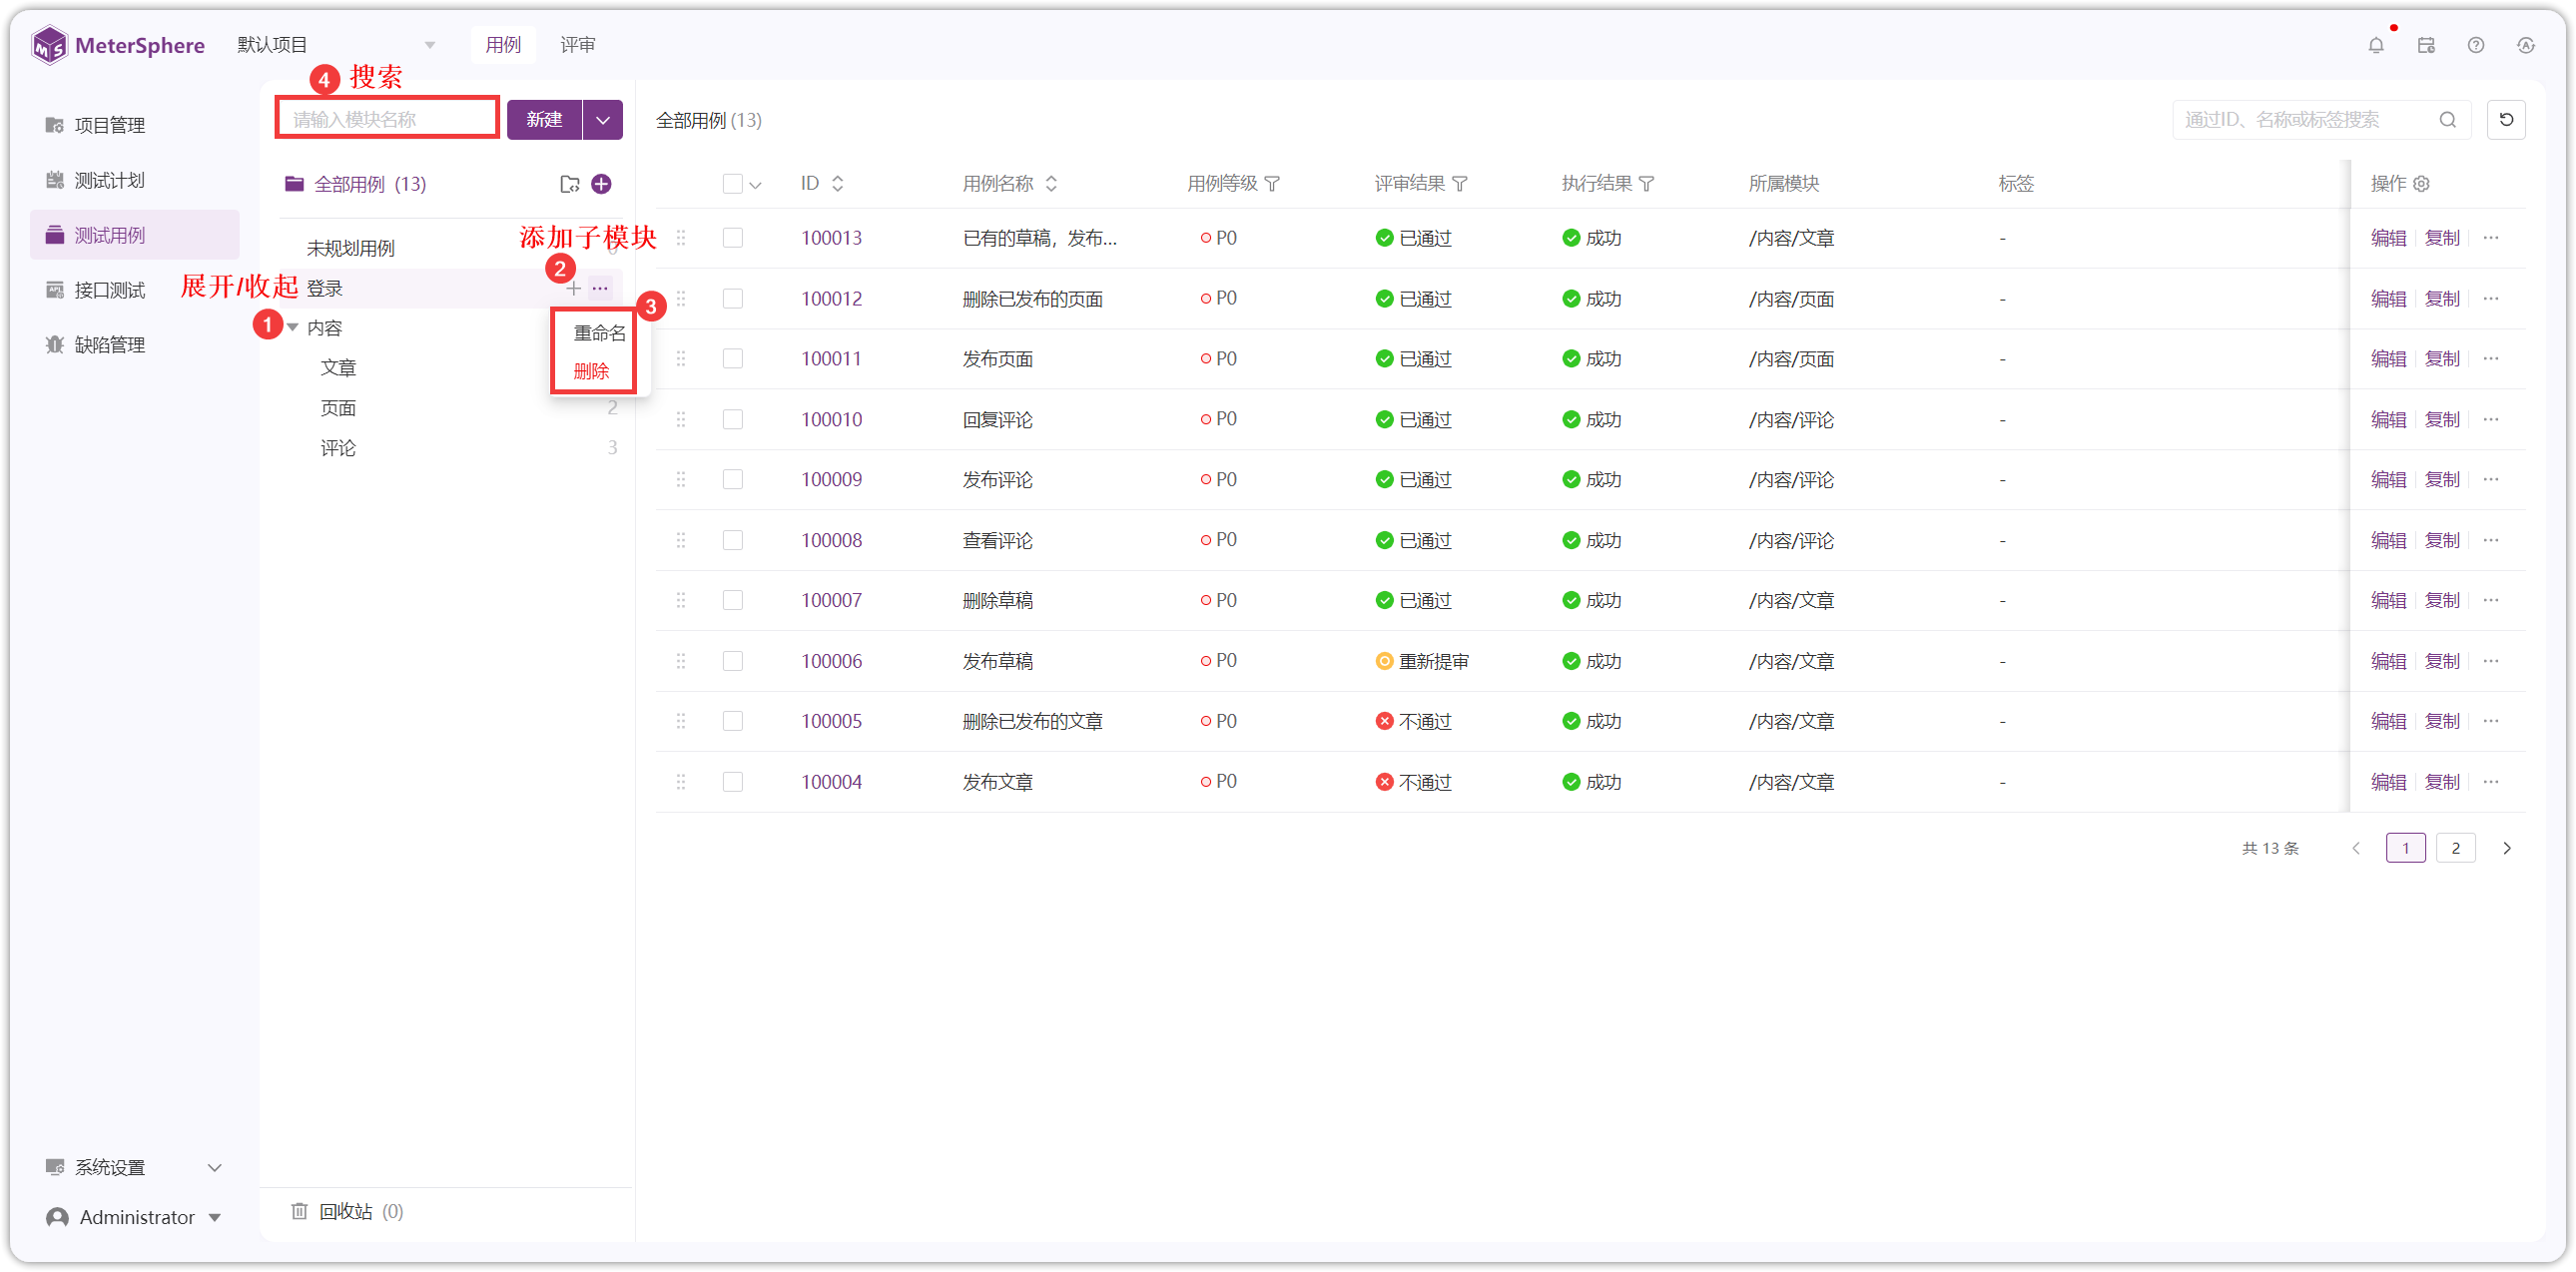 MeterSphere 默认项目 用例 评审
4 搜索
请输入模块名称 新建 全部用例 (13) 通过ID、名称或标签搜索
项目管理
测试计划
测试用例
接口测试
缺陷管理
全部用例 (13)
添加子模块
未规划用例
2
展开/收起 登录 ...
3
1 内容
重命名
删除
文章
页面 2
评论 3
ID 用例名称 用例等级 评审结果 执行结果 所属模块 标签 操作
100013 已有的草稿，发布... P0 已通过 成功 /内容/文章 - 编辑 复制 ...
100012 删除已发布的页面 P0 已通过 成功 /内容/页面 - 编辑 复制 ...
100011 发布页面 P0 已通过 成功 /内容/页面 - 编辑 复制 ...
100010 回复评论 P0 已通过 成功 /内容/评论 - 编辑 复制 ...
100009 发布评论 P0 已通过 成功 /内容/评论 - 编辑 复制 ...
100008 查看评论 P0 已通过 成功 /内容/评论 - 编辑 复制 ...
100007 删除草稿 P0 已通过 成功 /内容/文章 - 编辑 复制 ...
100006 发布草稿 P0 重新提审 成功 /内容/文章 - 编辑 复制 ...
100005 删除已发布的文章 P0 不通过 成功 /内容/文章 - 编辑 复制 ...
100004 发布文章 P0 不通过 成功 /内容/文章 - 编辑 复制 ...
共 13 条 < 1 2 >
系统设置
Administrator
回收站 (0)